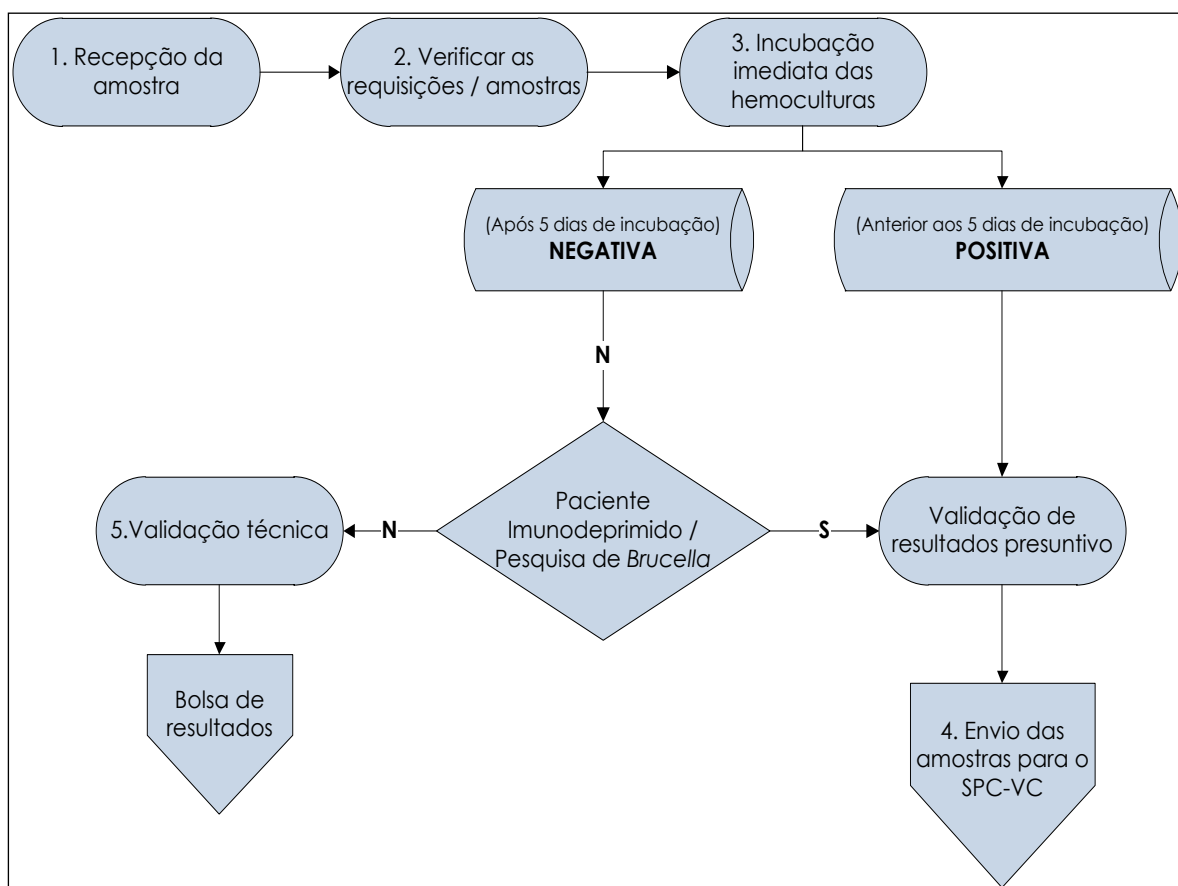 1. Recepção da
amostra
2. Verificar as
requisições / amostras
3. Incubação
imediata das
hemoculturas
(Após 5 dias de incubação)
NEGATIVA
(Anterior aos 5 dias de incubação)
POSITIVA
N
5.Validação técnica
N
Paciente
Imunodeprimido /
Pesquisa de Brucella
S
Validação de
resultados presuntivo
Bolsa de
resultados
4. Envio das
amostras para o
SPC-VC